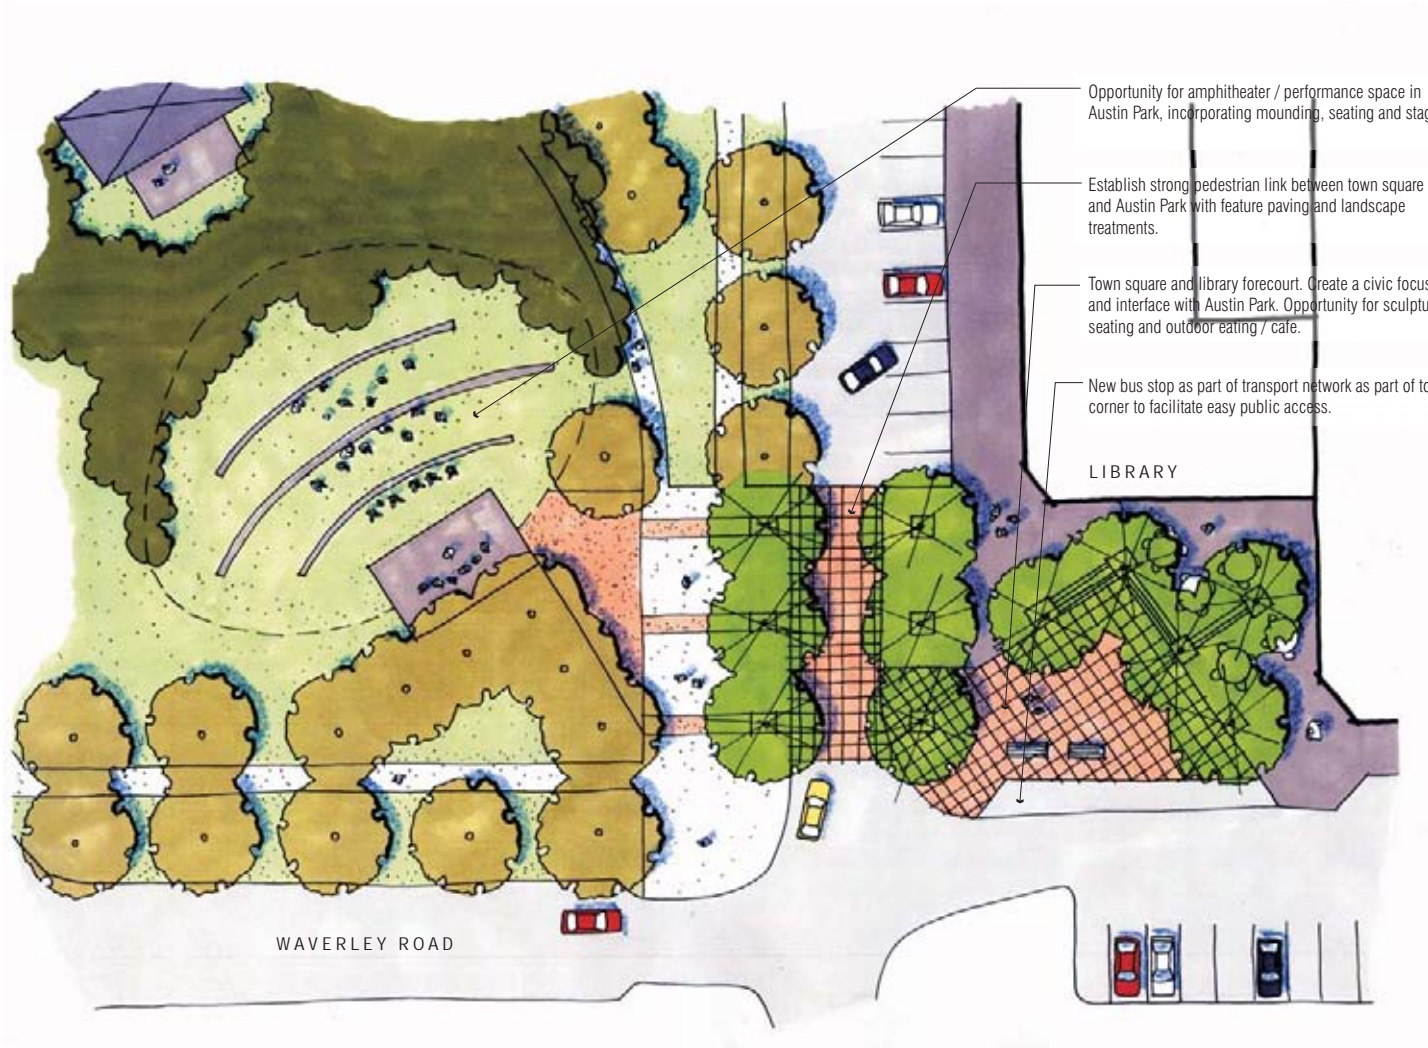 Opportunity for amphitheater / performance space in
Austin Park, incorporating mounding, seating and
Establish strong pedestrian link between town square
and Austin Park with feature paving and landscape
treatments.
Town square and library forecourt. Create a civic focus
and interface with Austin Park. Opportunity for
seating and outdoor eating / cafe.
New bus stop as part of transport network as part of
corner to facilitate easy public access.
LIBRARY
WAVERLEY ROAD